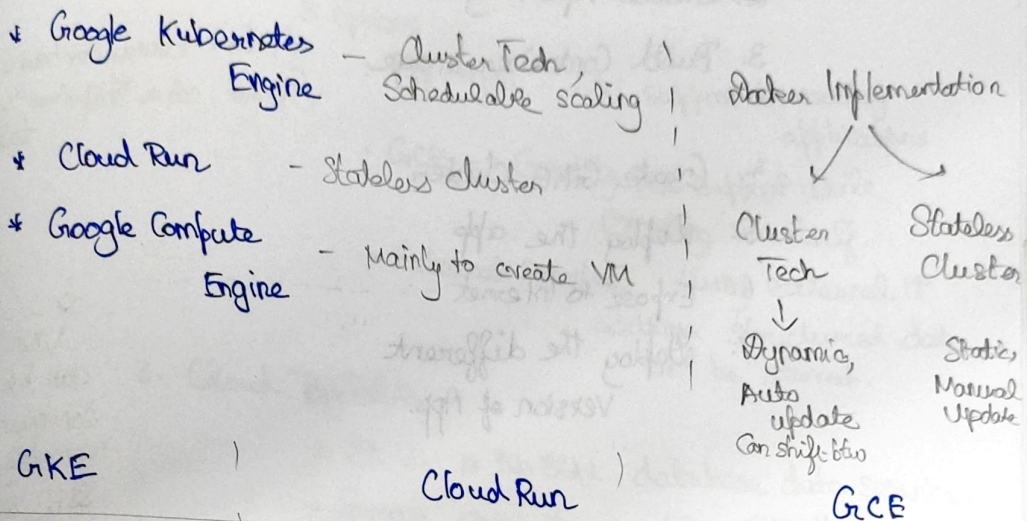 * Google Kubernetes
Engine
- Cluster Tech,
Schedulable scaling
* Cloud Run
- Stateless cluster
* Google Compute
Engine
- Mainly to create VM
Docker Implementation
Cluster
Tech
Stateless
Cluster
Dynamic,
Auto
update
Can shift btw
Static,
Manual
Update
GKE
Cloud Run
GCE